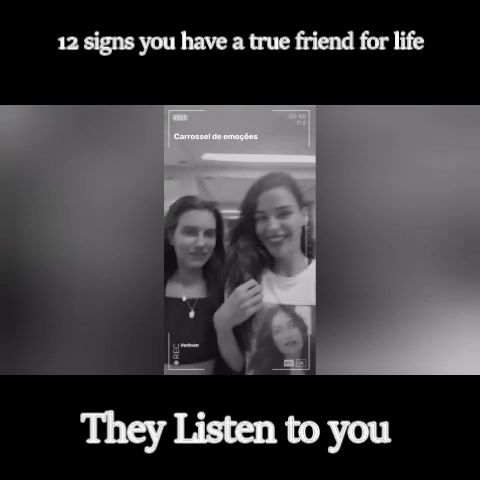 12 signs you have a true friend for life
Carrossel de emoções
REC
They Listen to you